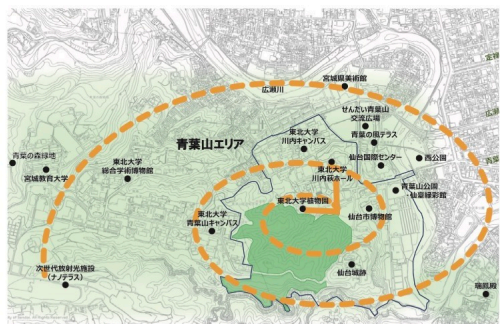 宮城県美術館
広瀬川
せんだい青葉山
交流広場
青葉の風テラス
東北大学
川内キャンパス
青葉山エリア
仙台国際センター
西公園
青葉の森緑地
宮城教育大学
東北大学
総合学術博物館
東北大学
川内萩ホール
青葉山公園
仙臺緑彩館
東北大学植物園
仙台市博物館
東北大学
青葉山キャンパス
仙台城跡
次世代放射光施設
(ナノテラス)
瑞鳳殿